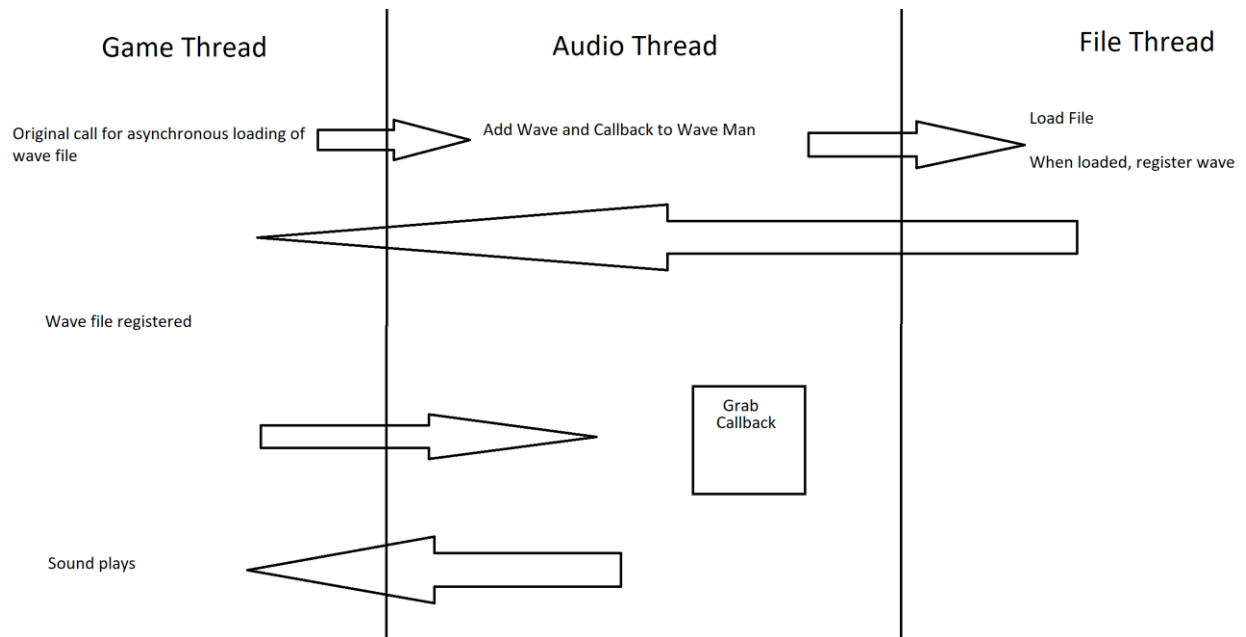 Game Thread
Audio Thread
File Thread
Original call for asynchronous loading of
wave file
Add Wave and Callback to Wave Man
Load File
When loaded, register wave
Wave file registered
Grab
Callback
Sound plays